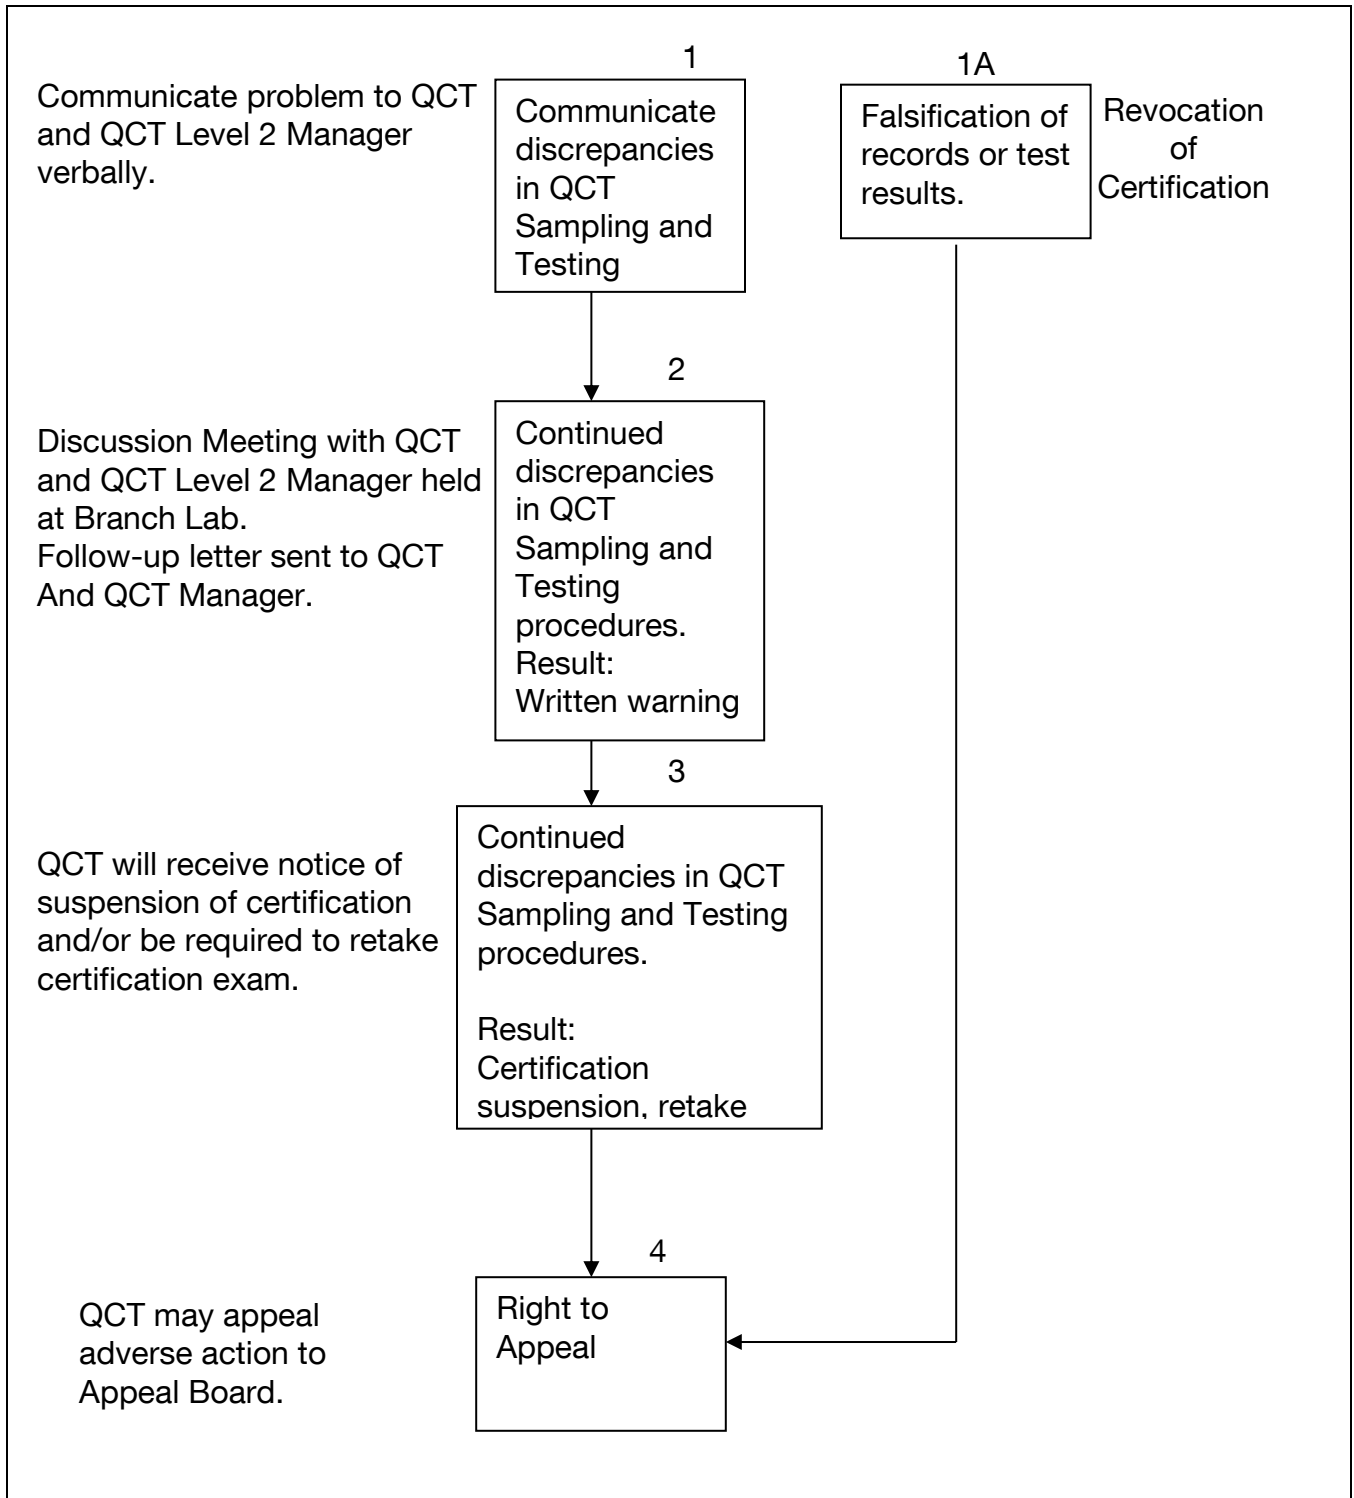 1
Communicate problem to QCT
and QCT Level 2 Manager
verbally.
Communicate
discrepancies
in QCT
Sampling and
Testing
1A
Falsification of
records or test
results.
Revocation
of
Certification
2
Discussion Meeting with QCT
and QCT Level 2 Manager held
at Branch Lab.
Follow-up letter sent to QCT
And QCT Manager.
Continued
discrepancies
in QCT
Sampling and
Testing
procedures.
Result:
Written warning
3
QCT will receive notice of
suspension of certification
and/or be required to retake
certification exam.
Continued
discrepancies in QCT
Sampling and Testing
procedures.
Result:
Certification
suspension, retake
4
QCT may appeal
adverse action to
Appeal Board.
Right to
Appeal